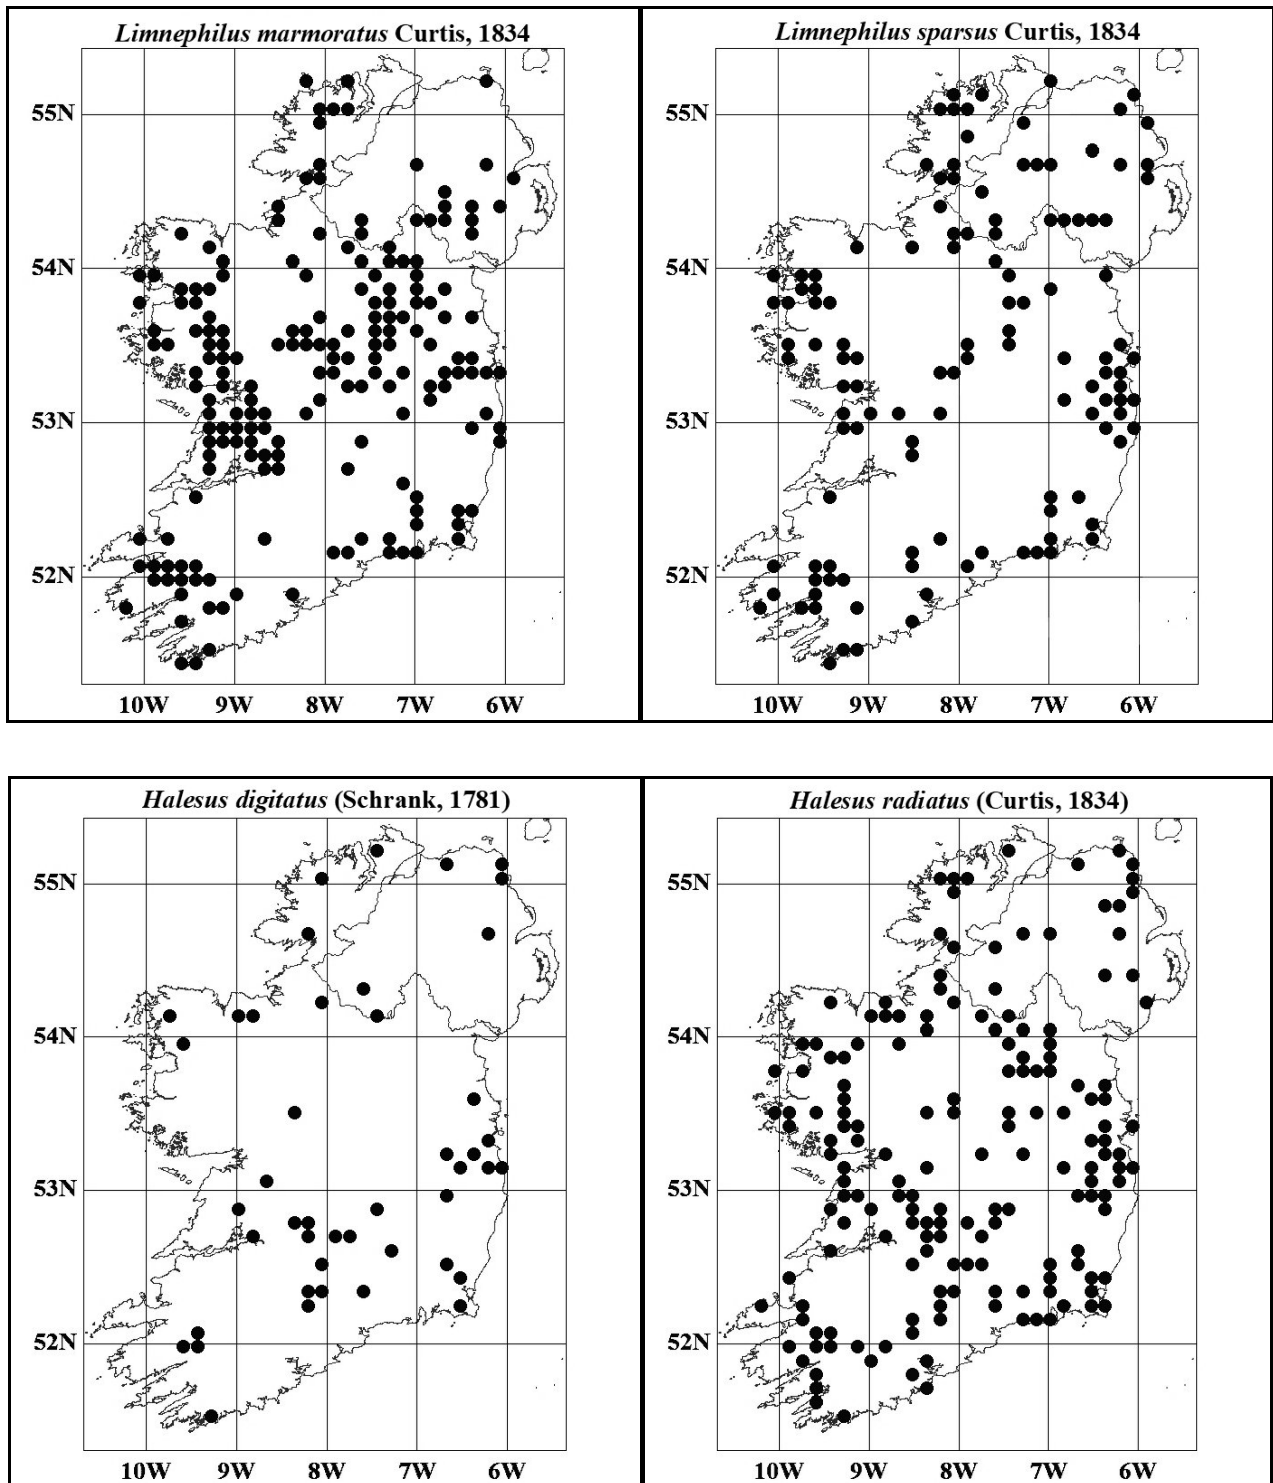 Limnephilus marmoratus Curtis, 1834
55N
54N
53N
52N
10W 9W 8W 7W 6W
Limnephilus sparsus Curtis, 1834
55N
54N
53N
52N
10W 9W 8W 7W 6W
Halesus digitatus (Schrank, 1781)
55N
54N
53N
52N
10W 9W 8W 7W 6W
Halesus radiatus (Curtis, 1834)
55N
54N
53N
52N
10W 9W 8W 7W 6W